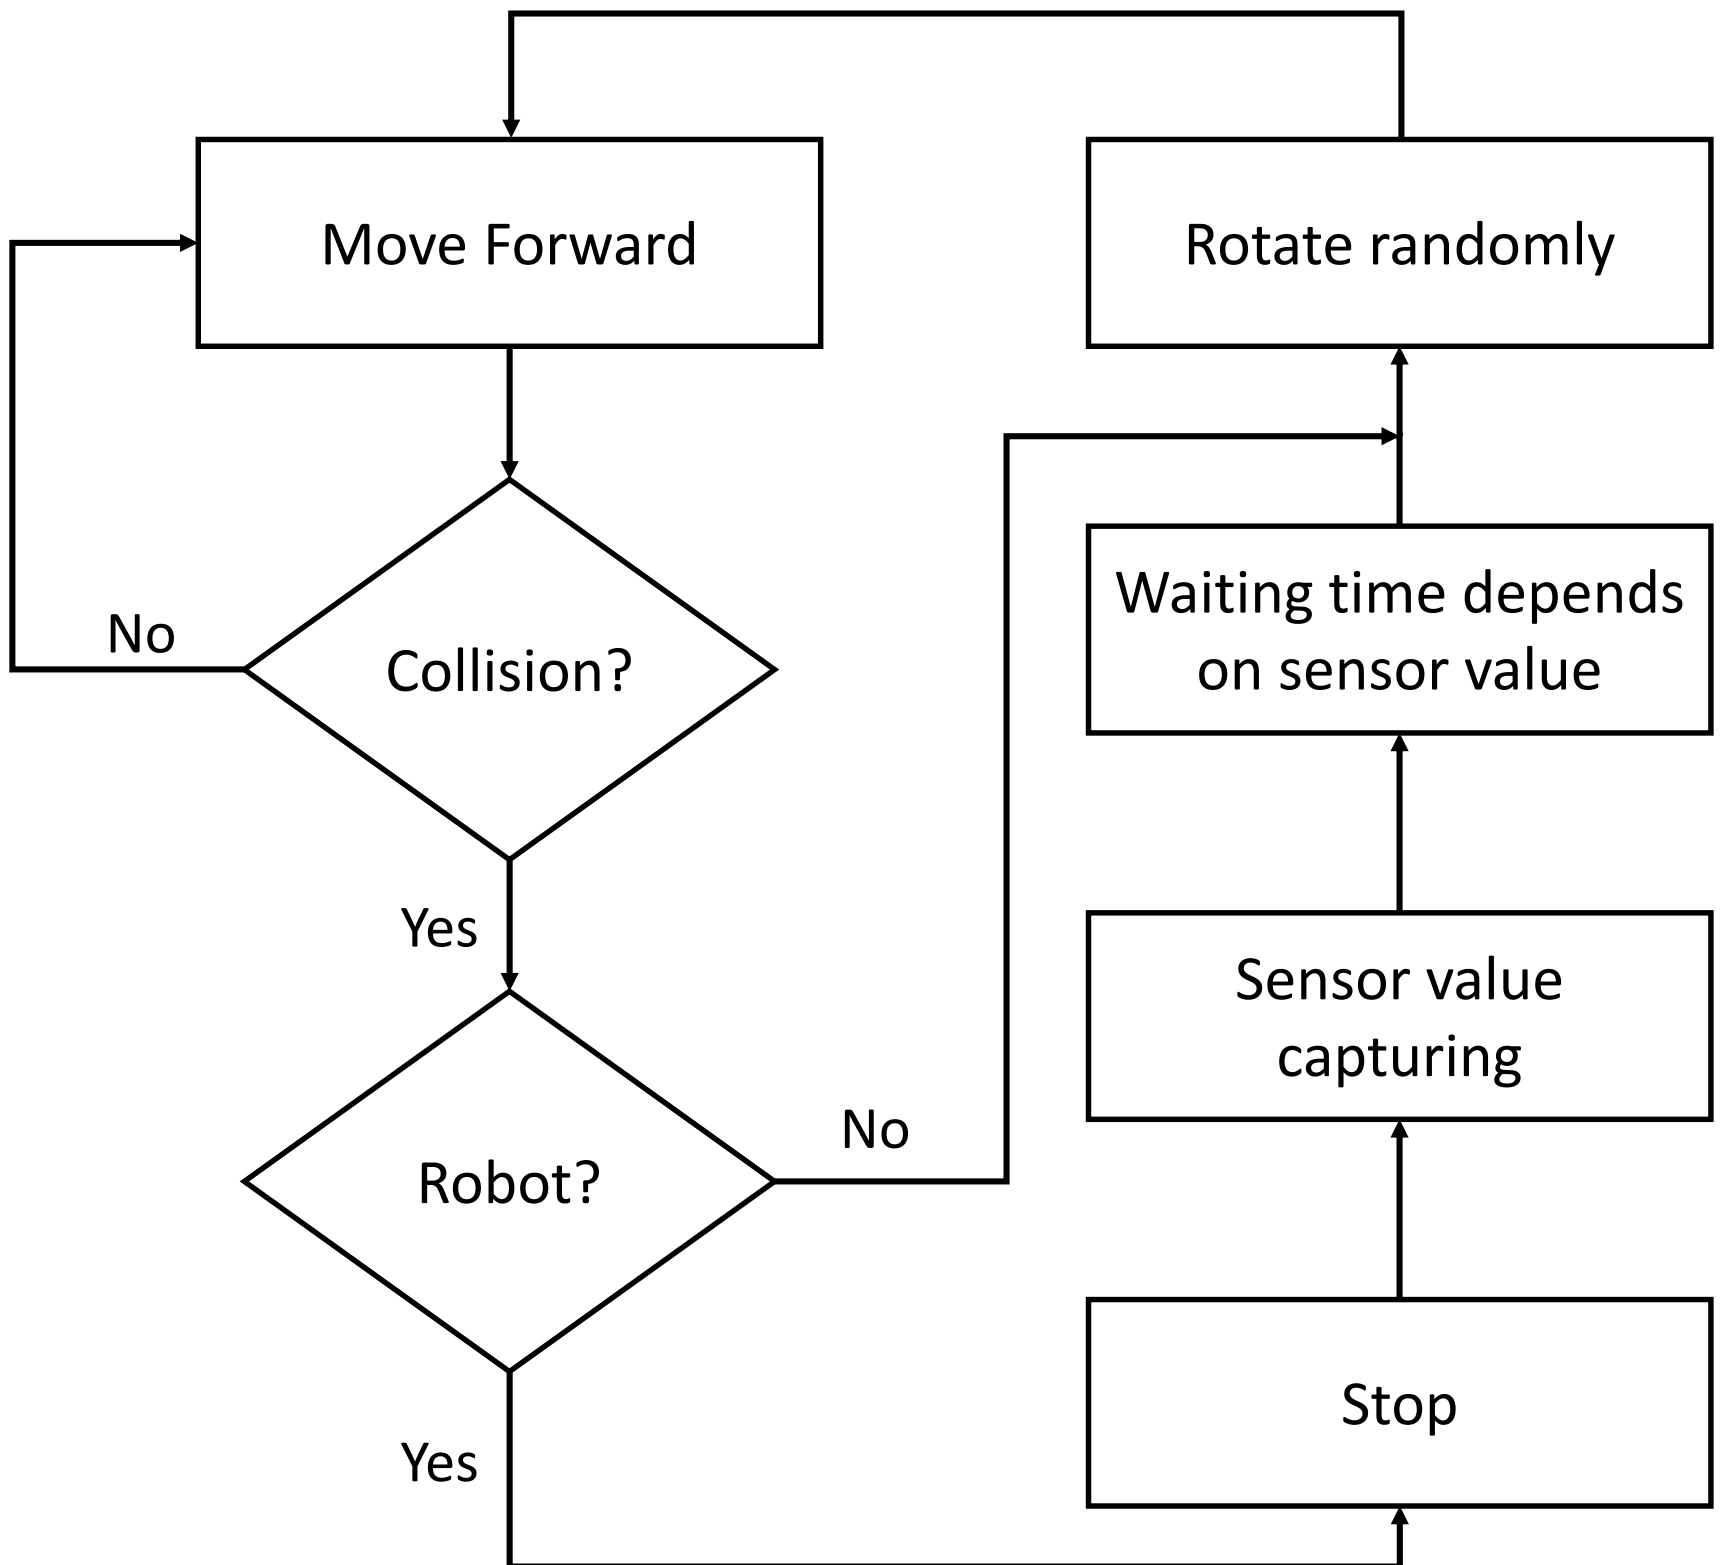 Move Forward
Rotate randomly
No
Collision?
Waiting time depends
on sensor value
Yes
Sensor value
capturing
Robot?
No
Stop
Yes